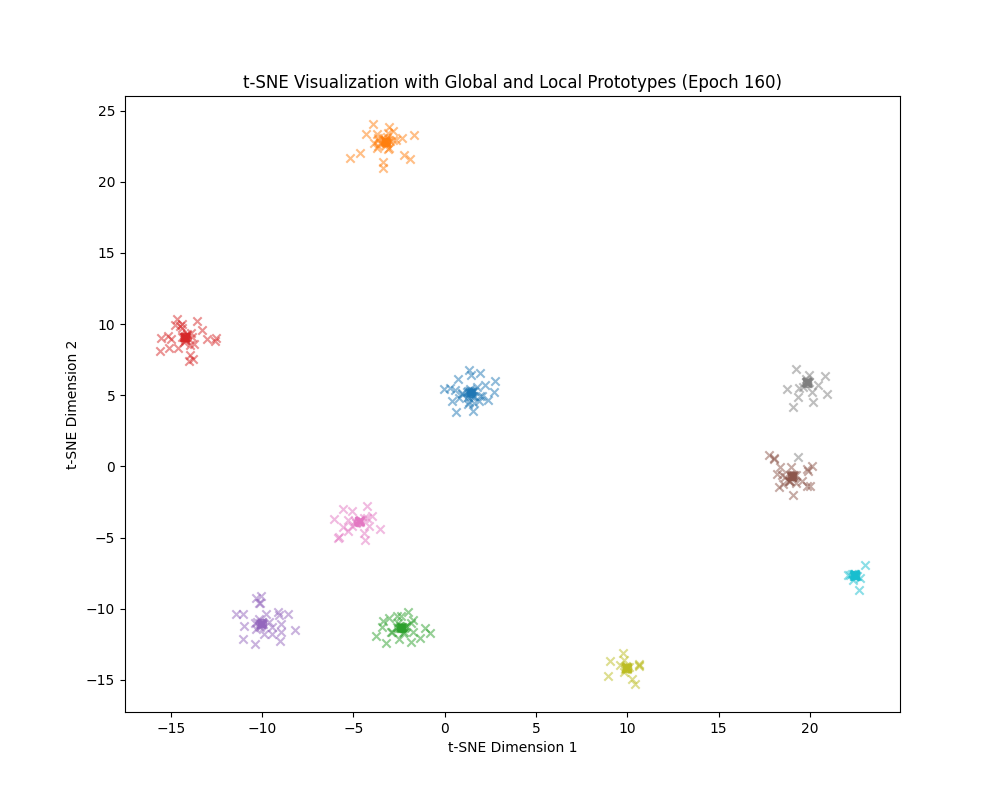 t-SNE Visualization with Global and Local Prototypes (Epoch 160)
25
20
15
10
5
0
−5
−10
−15
t-SNE Dimension 2
−15 −10 −5 0 5 10 15 20
t-SNE Dimension 1